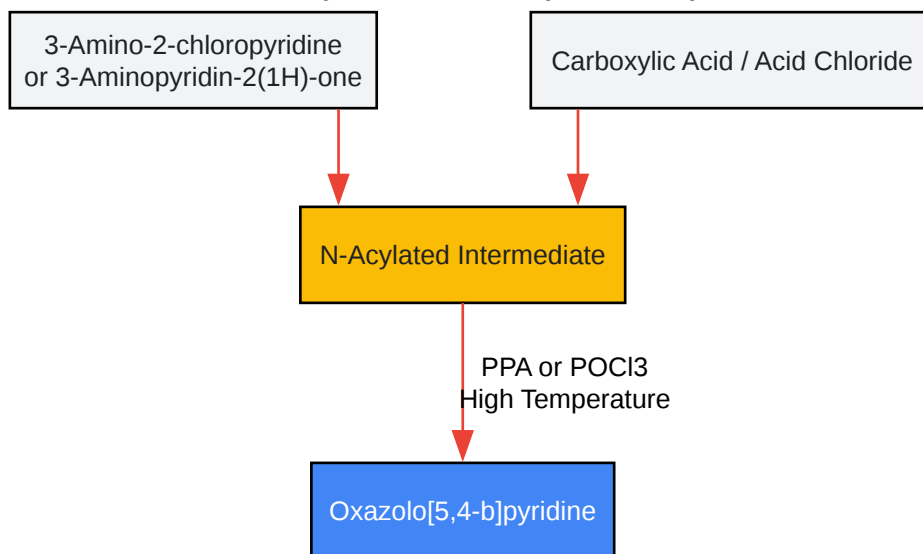 3-Amino-2-chloropyridine
or 3-Aminopyridin-2(1H)-one
Carboxylic Acid / Acid Chloride
N-Acylated Intermediate
PPA or POCl3
High Temperature
Oxazolo[5,4-b]pyridine